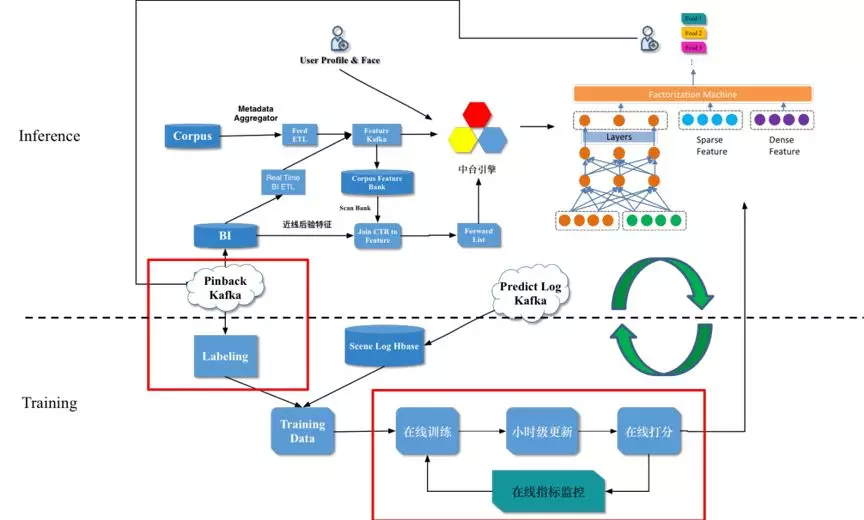 Feed 1
Feed 2
Feed 3
User Profile & Face
Factorization Machine
Metadata
Aggregator
Inference
Corpus
Feed
ETL
Feature
Kafka
Layers
Sparse
Feature
Dense
Feature
中台引擎
Real Time
BI ETL
Corpus Feature
Bank
Scan Bank
BI
近线后验特征
Join CTR to
Feature
Forward
List
Pinback
Kafka
Predict Log
Kafka
Labeling
Scene Log Hbase
Training
Training
Data
在线训练
小时级更新
在线打分
在线指标监控